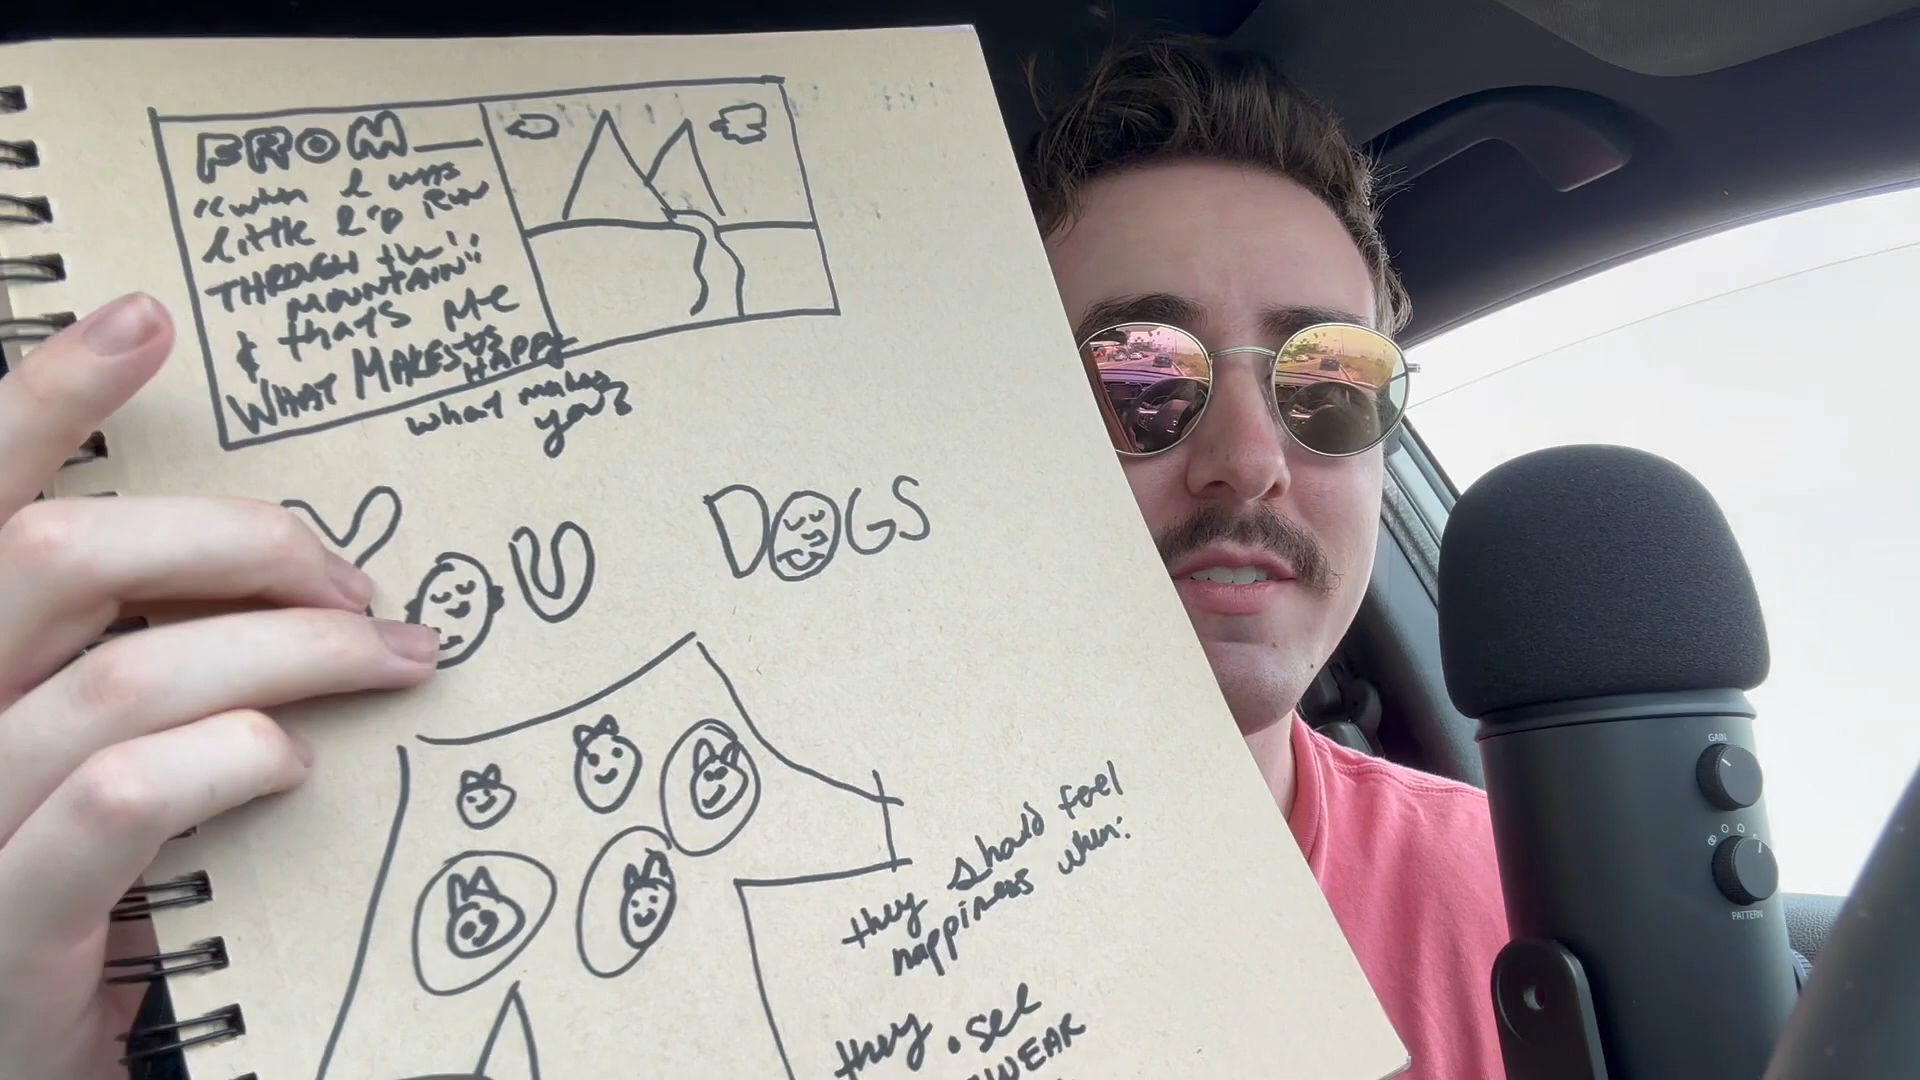 FROM
"when I was
little I'd RUN
THROUGH the
MOUNTAIN"
& thats Me
WHAT MAKES US
HAPPY
what makes
you?
YOU
DOGS
they should feel
happiness when:
they see
WEAR
GAIN
PATTERN